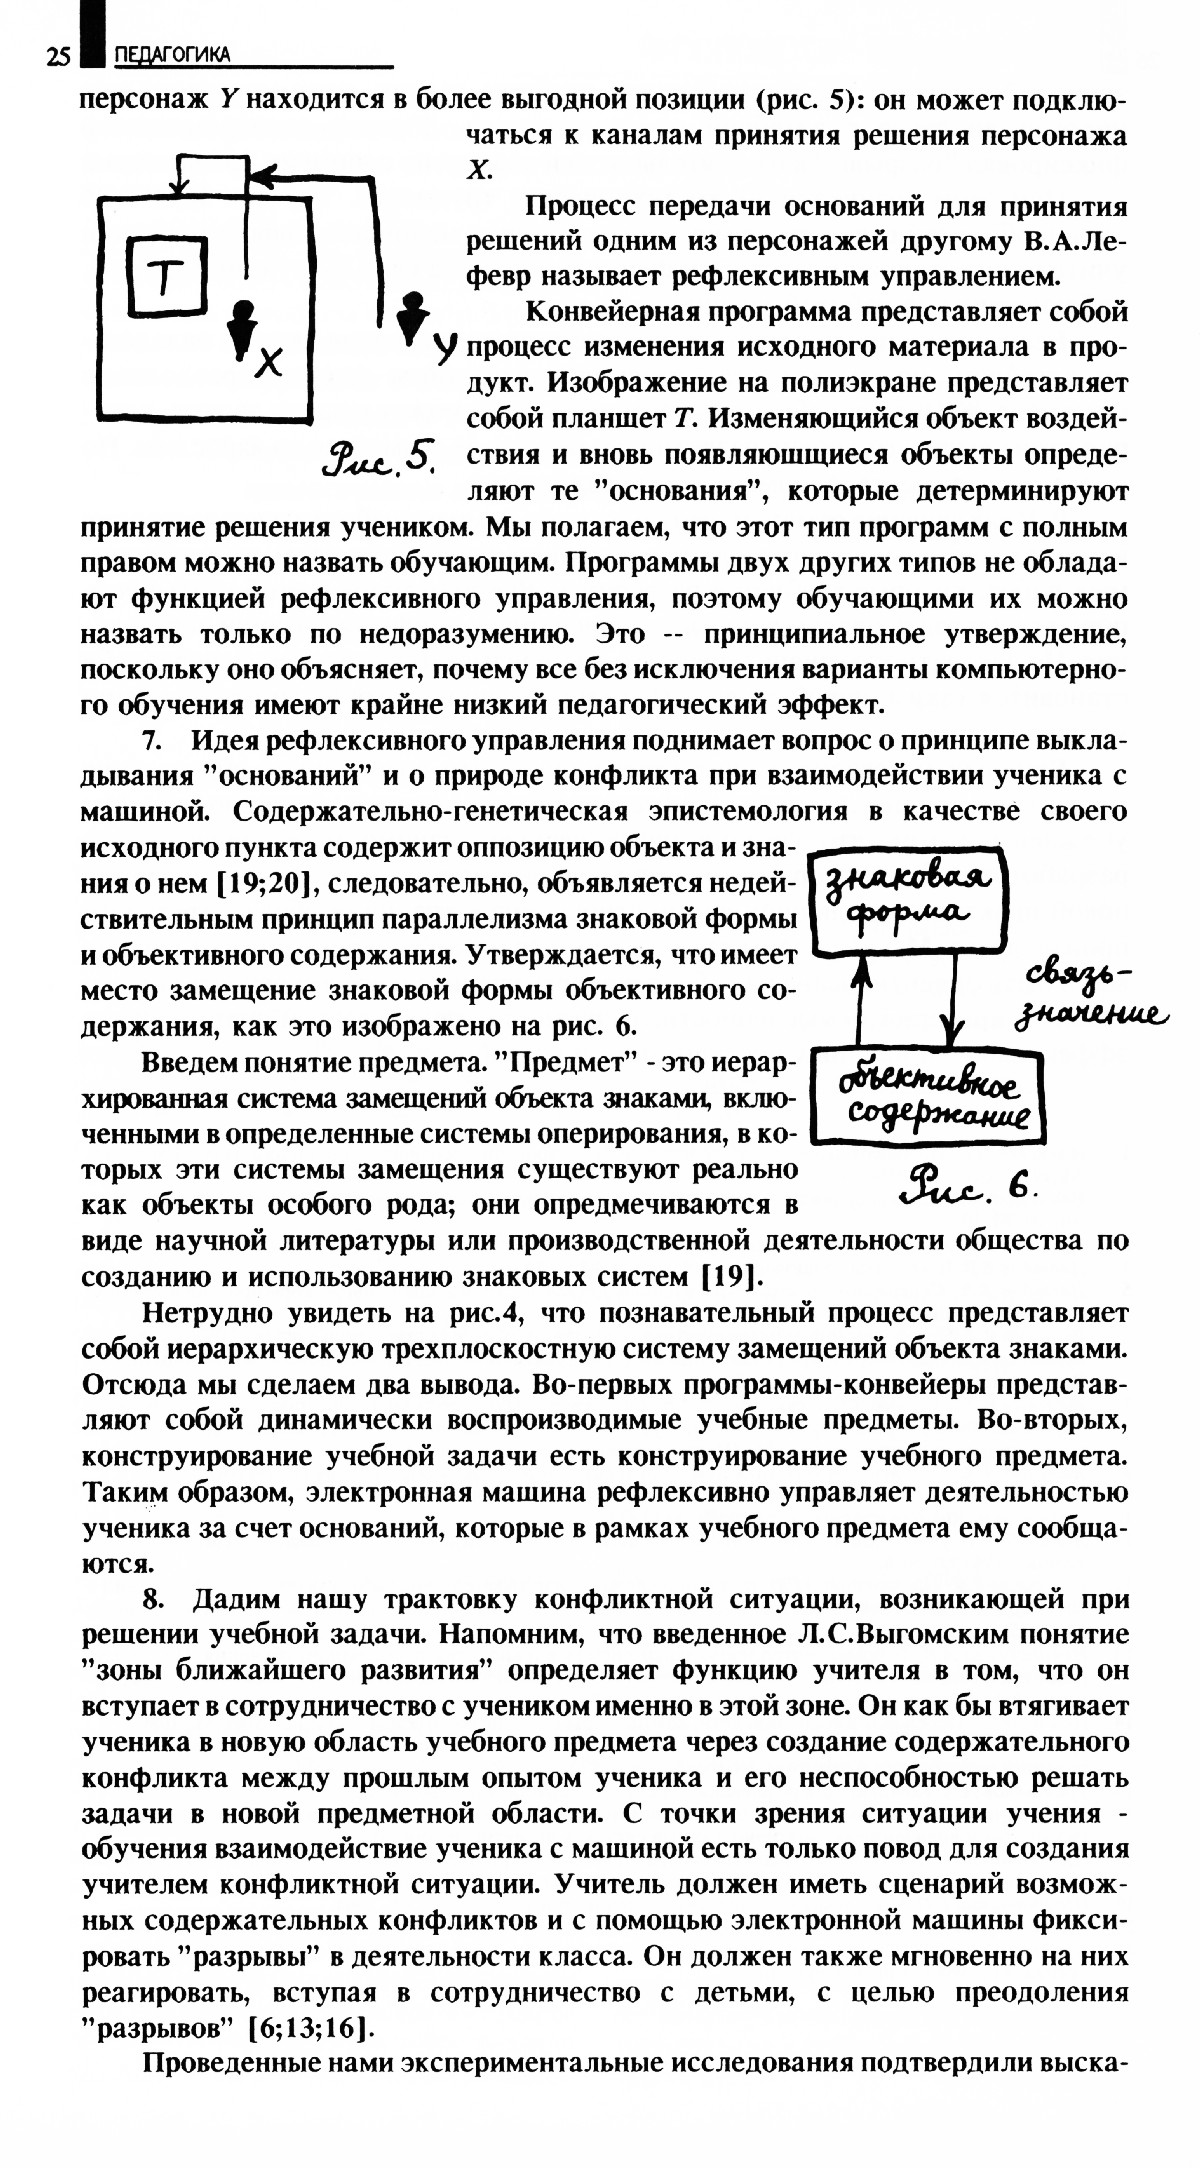 25 ПЕДАГОГИКА
персонаж Y находится в более выгодной позиции (рис. 5): он может подклю-
чаться к каналам принятия решения персонажа
X.
Процесс передачи оснований для принятия
решений одним из персонажей другому В.А.Ле-
февр называет рефлексивным управлением.
Конвейерная программа представляет собой
процесс изменения исходного материала в про-
дукт. Изображение на полиэкране представляет
собой планшет T. Изменяющийся объект воздей-
ствия и вновь появляюшщиеся объекты опреде-
ляют те "основания", которые детерминируют
T
X
У
Рис. 5.
принятие решения учеником. Мы полагаем, что этот тип программ с полным
правом можно назвать обучающим. Программы двух других типов не облада-
ют функцией рефлексивного управления, поэтому обучающими их можно
назвать только по недоразумению. Это -- принципиальное утверждение,
поскольку оно объясняет, почему все без исключения варианты компьютерно-
го обучения имеют крайне низкий педагогический эффект.
7. Идея рефлексивного управления поднимает вопрос о принципе выкла-
дывания "оснований" и о природе конфликта при взаимодействии ученика с
машиной. Содержательно-генетическая эпистемология в качестве своего
исходного пункта содержит оппозицию объекта и зна-
ния о нем [19;20], следовательно, объявляется недей-
ствительным принцип параллелизма знаковой формы
и объективного содержания. Утверждается, что имеет
место замещение знаковой формы объективного со-
держания, как это изображено на рис. 6.
Введем понятие предмета. "Предмет" - это иерар-
хированная система замещений объекта знаками, вклю-
ченными в определенные системы оперирования, в ко-
торых эти системы замещения существуют реально
как объекты особого рода; они опредмечиваются в
знаковая
форма
связь-
значение
объективное
содержание
Рис. 6.
виде научной литературы или производственной деятельности общества по
созданию и использованию знаковых систем [19].
Нетрудно увидеть на рис.4, что познавательный процесс представляет
собой иерархическую трехплоскостную систему замещений объекта знаками.
Отсюда мы сделаем два вывода. Во-первых программы-конвейеры представ-
ляют собой динамически воспроизводимые учебные предметы. Во-вторых,
конструирование учебной задачи есть конструирование учебного предмета.
Таким образом, электронная машина рефлексивно управляет деятельностью
ученика за счет оснований, которые в рамках учебного предмета ему сообща-
ются.
8. Дадим нашу трактовку конфликтной ситуации, возникающей при
решении учебной задачи. Напомним, что введенное Л.С.Выгомским понятие
"зоны ближайшего развития" определяет функцию учителя в том, что он
вступает в сотрудничество с учеником именно в этой зоне. Он как бы втягивает
ученика в новую область учебного предмета через создание содержательного
конфликта между прошлым опытом ученика и его неспособностью решать
задачи в новой предметной области. С точки зрения ситуации учения -
обучения взаимодействие ученика с машиной есть только повод для создания
учителем конфликтной ситуации. Учитель должен иметь сценарий возмож-
ных содержательных конфликтов и с помощью электронной машины фикси-
ровать "разрывы" в деятельности класса. Он должен также мгновенно на них
реагировать, вступая в сотрудничество с детьми, с целью преодоления
"разрывов" [6;13;16].
Проведенные нами экспериментальные исследования подтвердили выска-